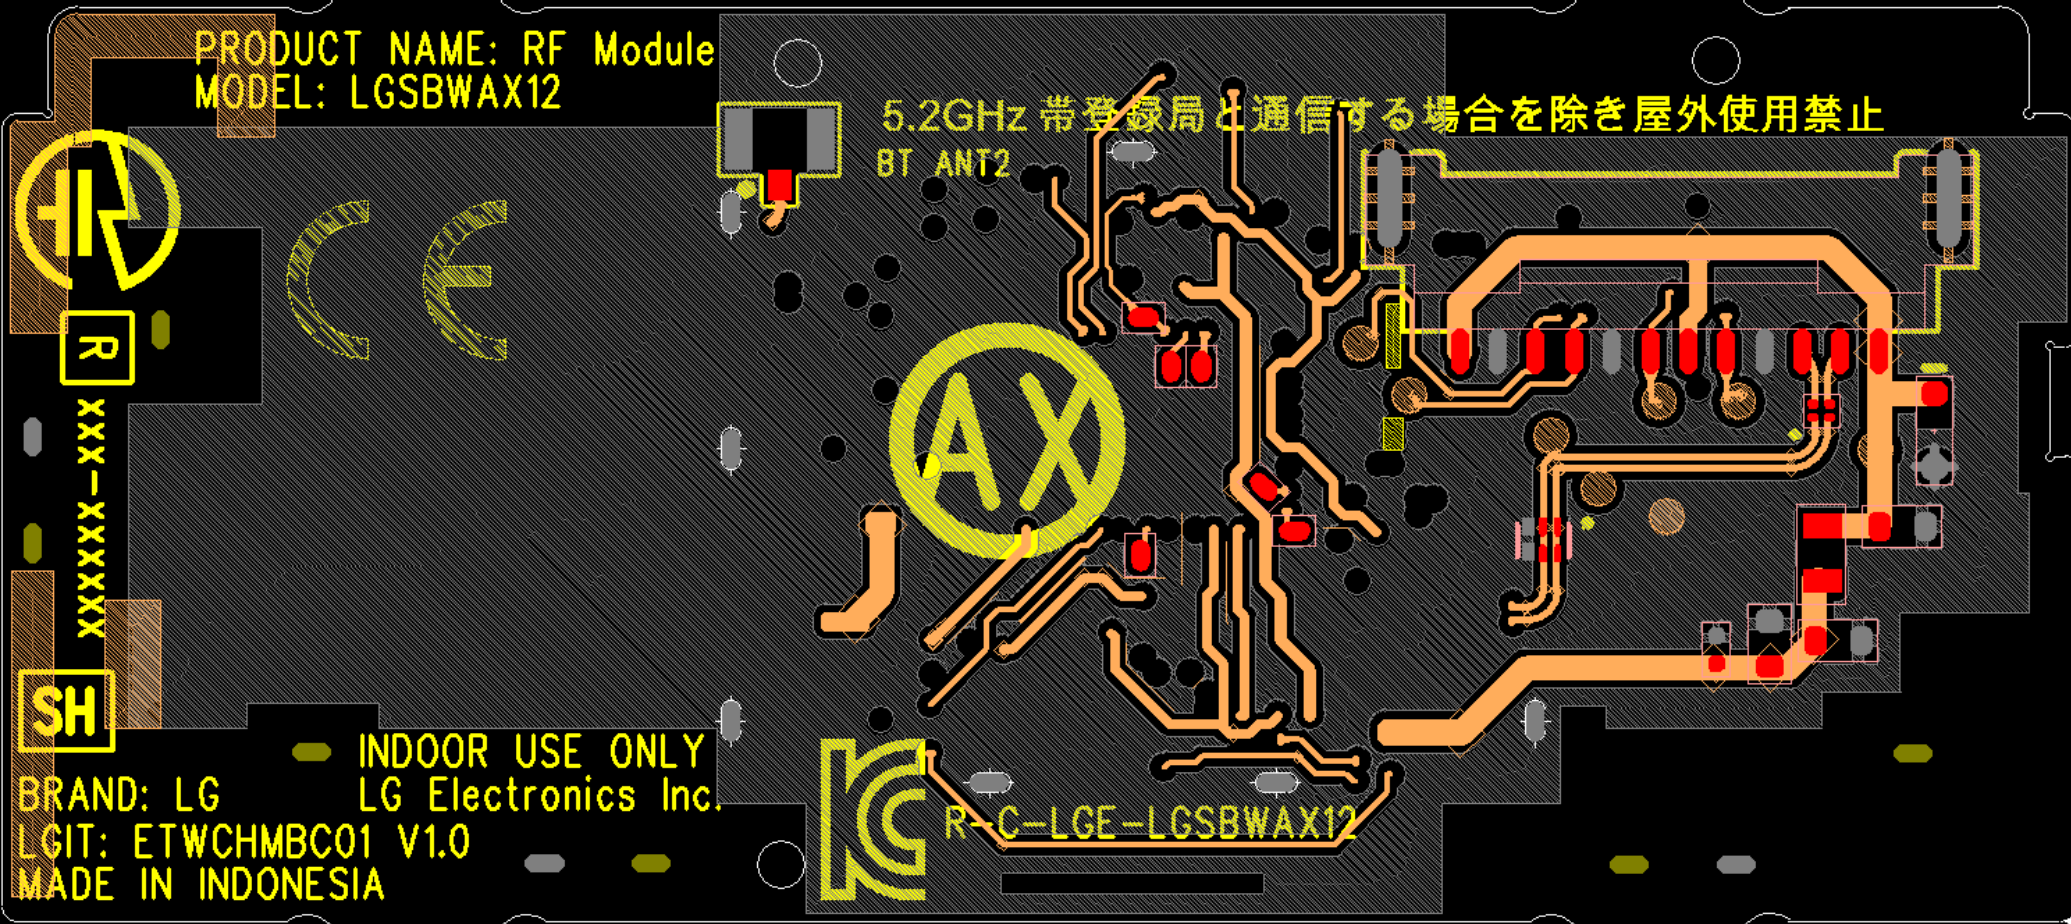 PRODUCT NAME: RF Module
MODEL: LGSBWAX12
5.2GHz 帯登録局と通信する場合を除き屋外使用禁止
BT ANT2
R
CE
AX
XXX-XXXXXX
SH
INDOOR USE ONLY
BRAND: LG
LG Electronics Inc.
LGIT: ETWCHMBC01 V1.0
MADE IN INDONESIA
KC
R-C-LGE-LGSBWAX12